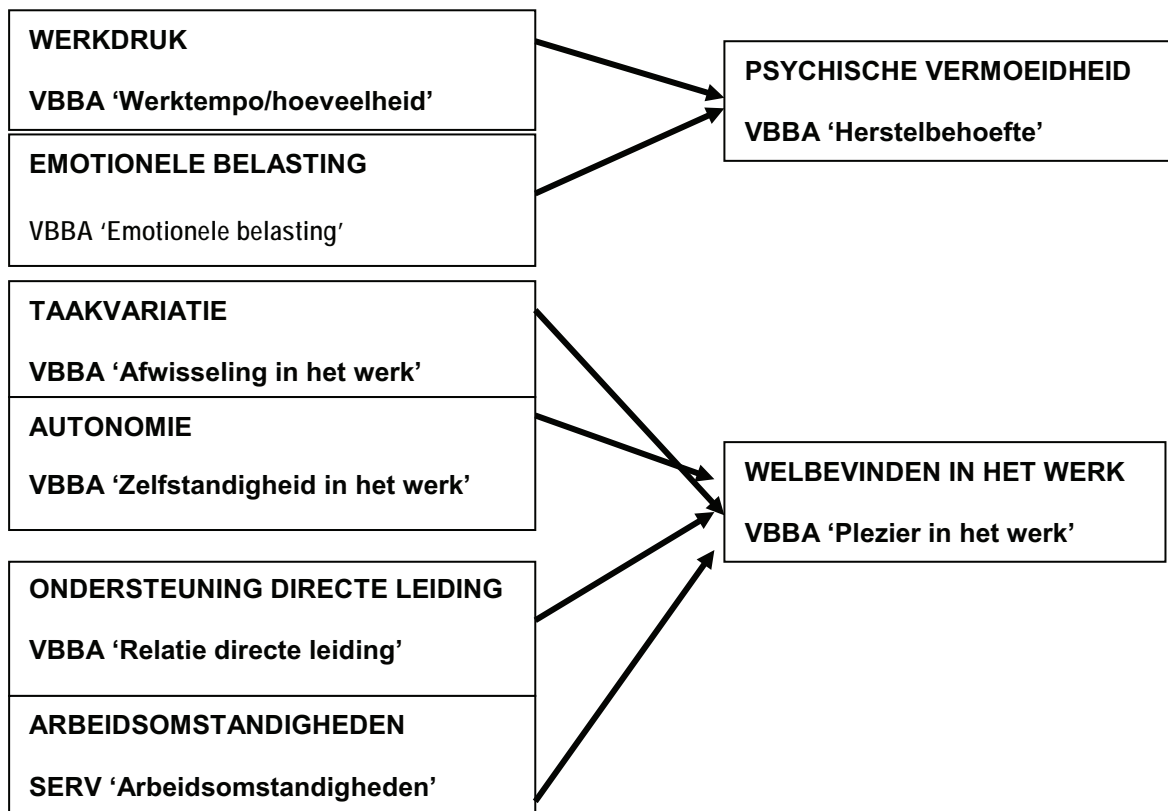 WERKDRUK
VBBA ‘Werktempo/hoeveelheid’
EMOTIONELE BELASTING
VBBA ‘Emotionele belasting’
TAAKVARIATIE
VBBA ‘Afwisseling in het werk’
AUTONOMIE
VBBA ‘Zelfstandigheid in het werk’
ONDERSTEUNING DIRECTE LEIDING
VBBA ‘Relatie directe leiding’
ARBEIDSOMSTANDIGHEDEN
SERV ‘Arbeidsomstandigheden’
PSYCHISCHE VERMOEIDHEID
VBBA ‘Herstelbehoefte’
WELBEVINDEN IN HET WERK
VBBA ‘Plezier in het werk’